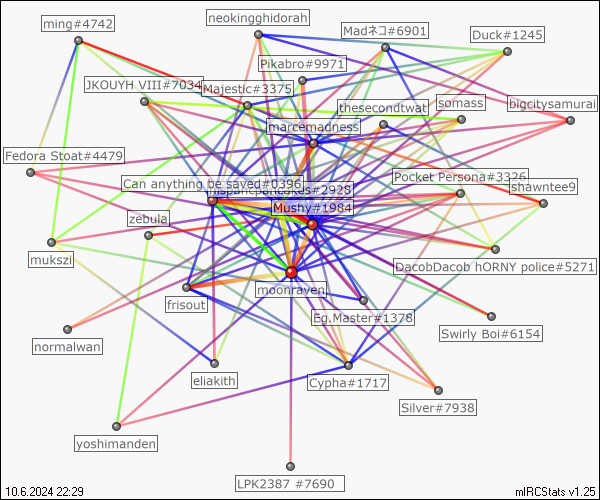 neokingghidorah
ming#4742
Madネコ#6901
Duck#1245
Pikabro#9971
JKOUYH VIII#7034
Majestic#3375
thesecondtwat
somass
bigcitysamurai
marcemadness
Fedora Stoat#4479
Pocket Persona#3326
Can anything be saved#0396
#2928
shawntee9
Mushy#1984
zebula
mukszi
DacobDacob hORNY police#5271
moonraven
frisout
Eg.Master#1378
normalwan
Swirly Boi#6154
eliakith
Cypha#1717
Silver#7938
yoshimanden
LPK2387 #7690
10.6.2024 22:29
mIRCStats v1.25